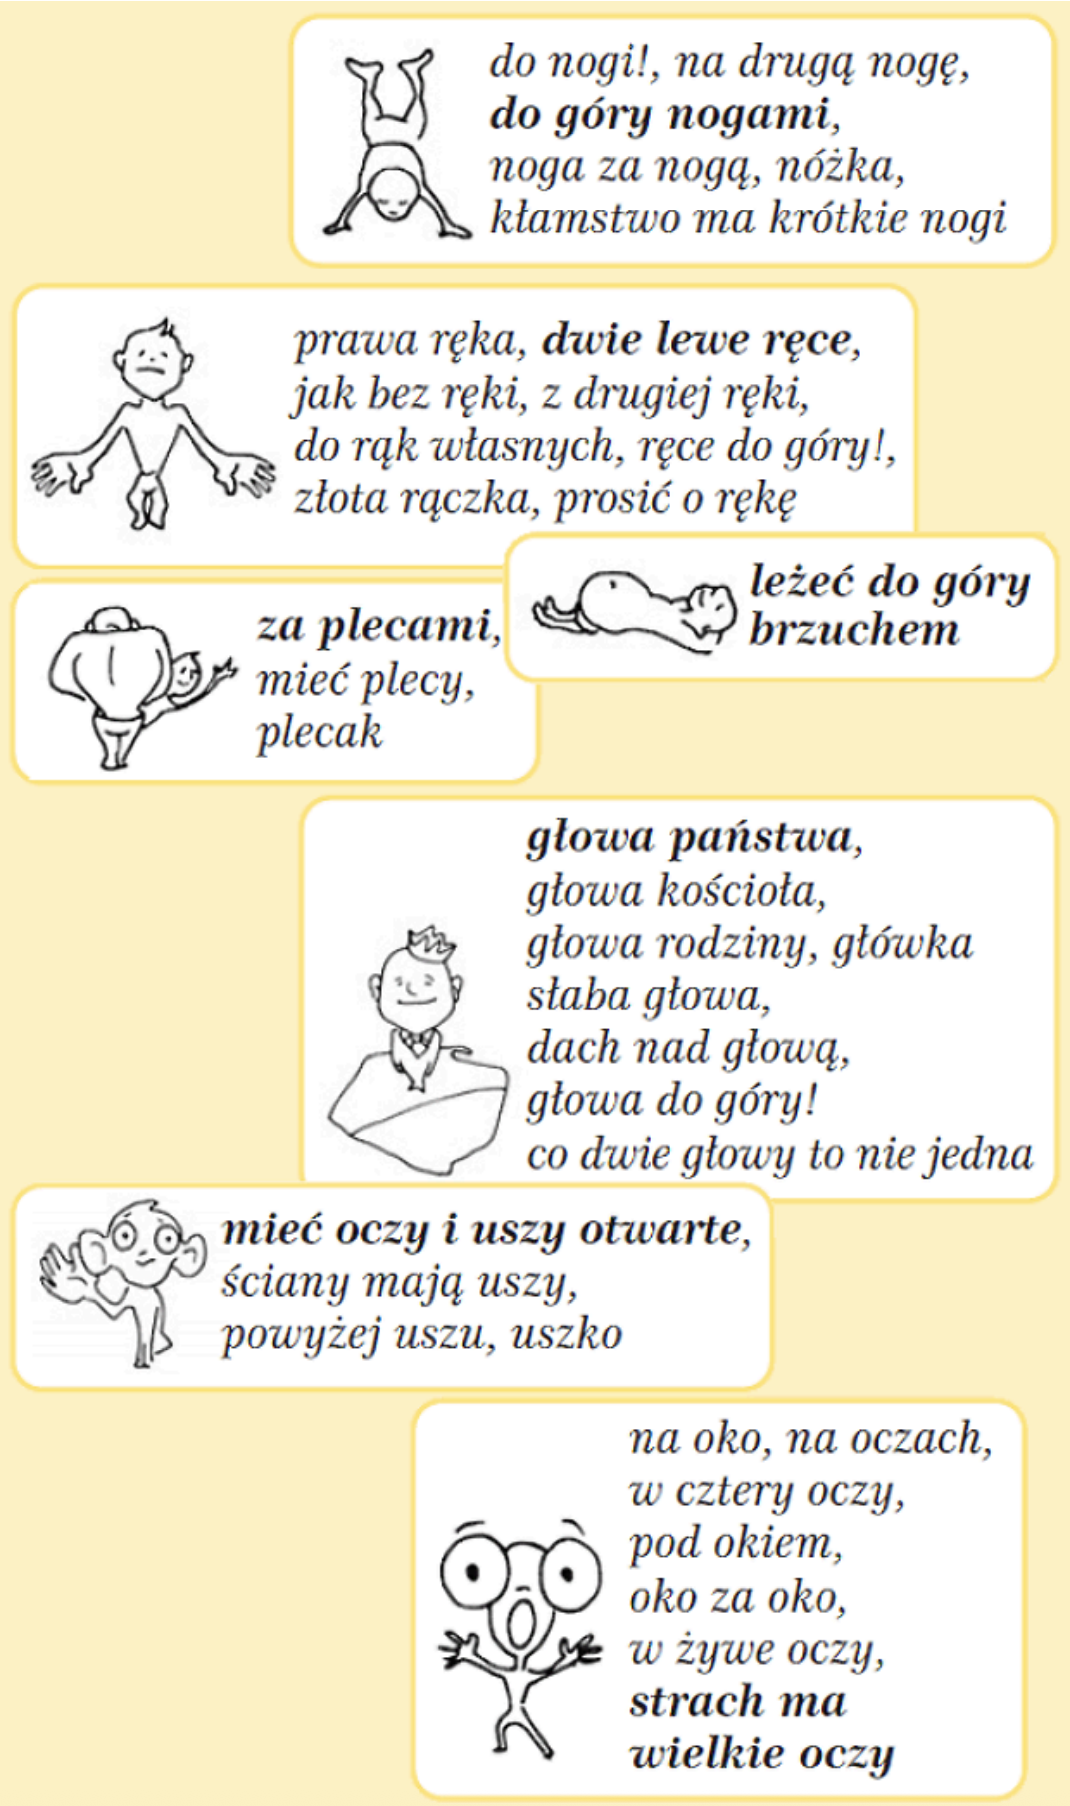 do nogi!, na drugą nogę,
do góry nogami,
noga za nogą, nóżka,
kłamstwo ma krótkie nogi
prawa ręka, dwie lewe ręce,
jak bez ręki, z drugiej ręki,
do rąk własnych, ręce do góry!,
złota rączka, prosić o rękę
leżeć do góry
brzuchem
za plecami,
mieć plecy,
plecak
głowa państwa,
głowa kościoła,
głowa rodziny, główka
słaba głowa,
dach nad głową,
głowa do góry!
co dwie głowy to nie jedna
mieć oczy i uszy otwarte,
ściany mają uszy,
powyżej uszu, uszko
na oko, na oczach,
w cztery oczy,
pod okiem,
oko za oko,
w żywe oczy,
strach ma
wielkie oczy